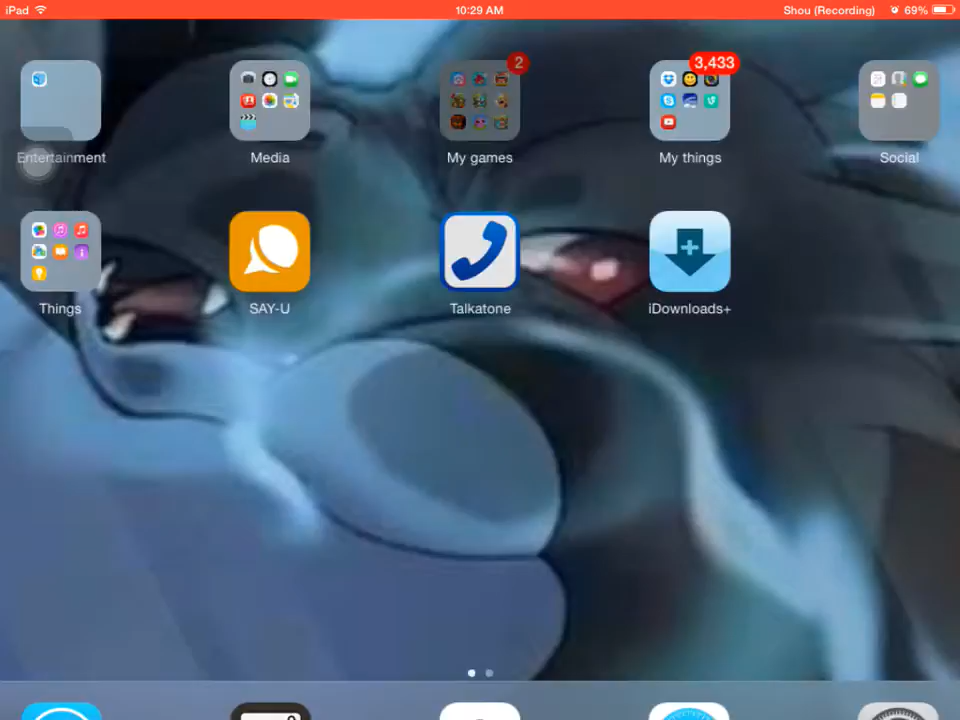 iPad 10:29 AM Shou (Recording) 69%
2 3,433
Entertainment Media My games My things Social
Things SAY-U Talkatone iDownloads+